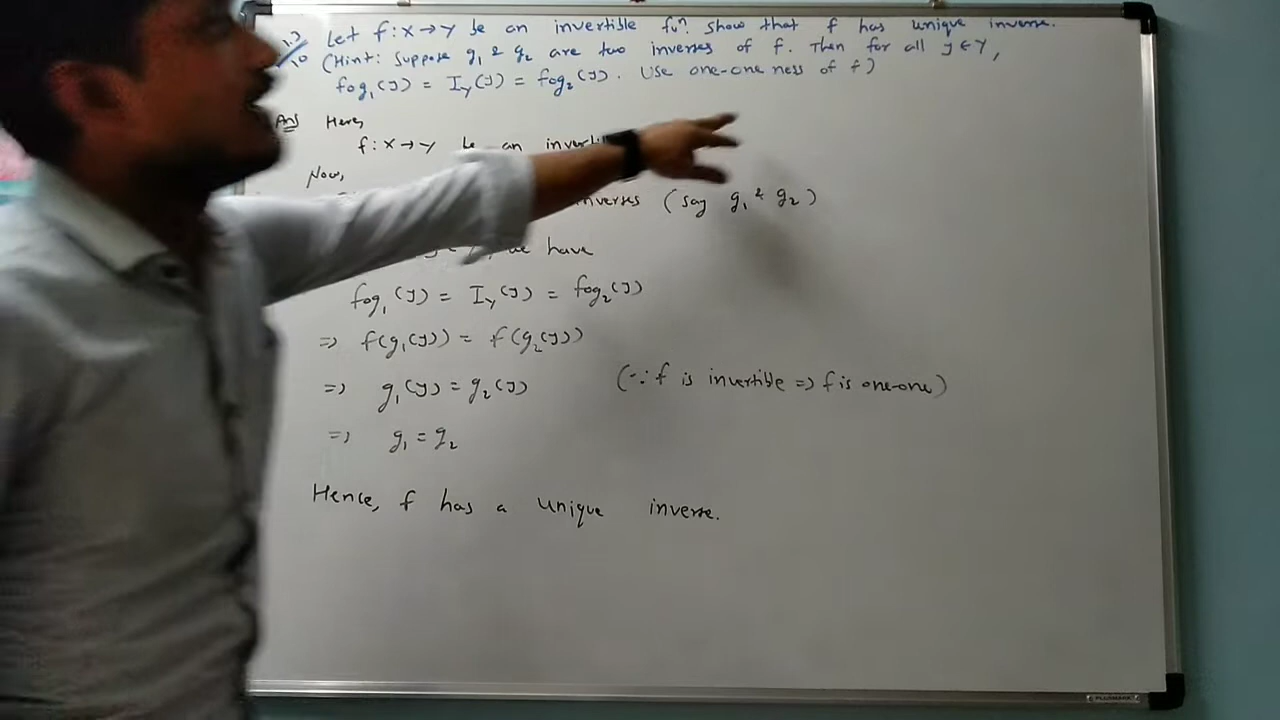 Let f: X → Y be an invertible fuⁿ. Show that f has unique inverse.
(Hint: Suppose g₁ & g₂ are two inverses of f. Then for all y ∈ Y,
fog₁(y) = I_Y(y) = fog₂(y). Use one-one ness of f)
Ans Here,
f: X → Y be an
Now,
inverses (say g₁ & g₂)
we have
fog₁(y) = I_Y(y) = fog₂(y)
⇒ f(g₁(y)) = f(g₂(y))
⇒ g₁(y) = g₂(y) (∵ f is invertible ⇒ f is one-one)
⇒ g₁ = g₂
Hence, f has a unique inverse.